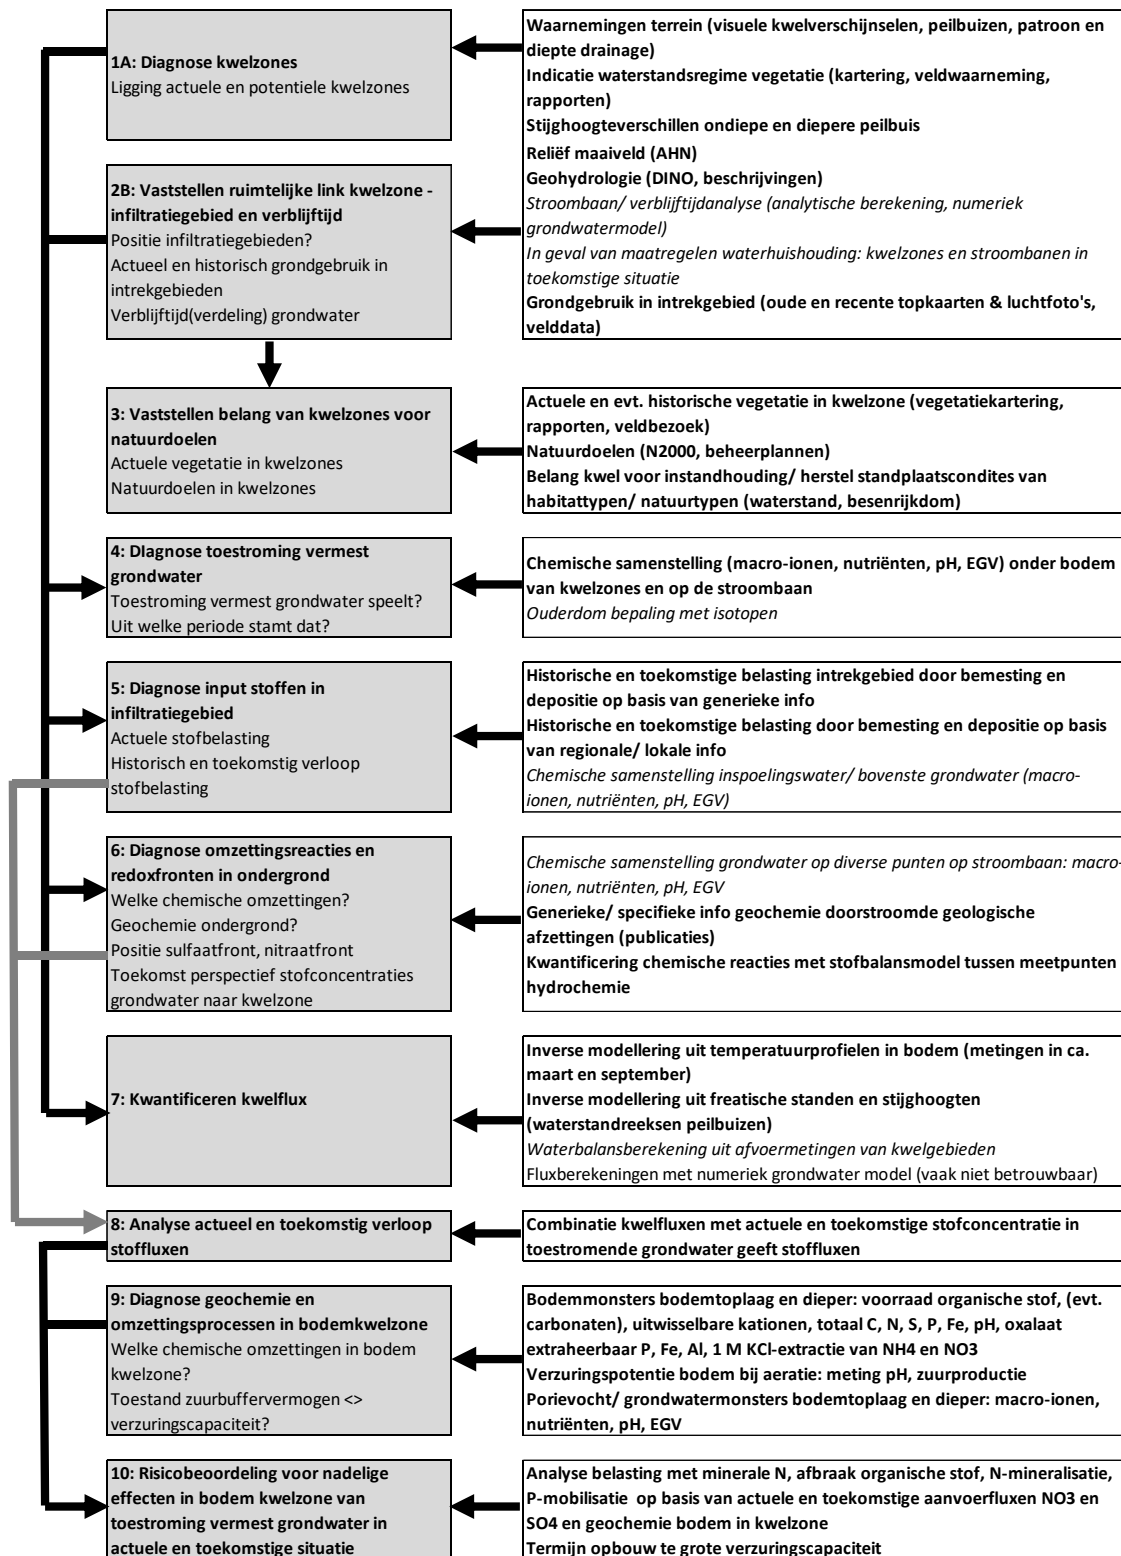 1A: Diagnose kwelzones
Ligging actuele en potentiele kwelzones
Waarnemingen terrein (visuele kwelverschijnselen, peilbuizen, patroon en
diepte drainage)
Indicatie waterstandsregime vegetatie (kartering, veldwaarneming,
rapporten)
Stijghoogteverschillen ondiepe en diepere peilbuis
Reliëf maaiveld (AHN)
Geohydrologie (DINO, beschrijvingen)
Stroombaan/ verblijftijdanalyse (analytische berekening, numeriek
grondwatermodel)
In geval van maatregelen waterhuishouding: kwelzones en stroombanen in
toekomstige situatie
Grondgebruik in intrekgebied (oude en recente topkaarten & luchtfoto's,
velddata)
2B: Vaststellen ruimtelijke link kwelzone -
infiltratiegebied en verblijftijd
Positie infiltratiegebieden?
Actueel en historisch grondgebruik in
intrekgebieden
Verblijftijd(verdeling) grondwater
3: Vaststellen belang van kwelzones voor
natuurdoelen
Actuele vegetatie in kwelzones
Natuurdoelen in kwelzones
Actuele en evt. historische vegetatie in kwelzone (vegetatiekartering,
rapporten, veldbezoek)
Natuurdoelen (N2000, beheerplannen)
Belang kwel voor instandhouding/ herstel standplaatscondites van
habitattypen/ natuurtypen (waterstand, besenrijkdom)
4: DIagnose toestroming vermest
grondwater
Toestroming vermest grondwater speelt?
Uit welke periode stamt dat?
Chemische samenstelling (macro-ionen, nutriënten, pH, EGV) onder bodem
van kwelzones en op de stroombaan
Ouderdom bepaling met isotopen
5: Diagnose input stoffen in
infiltratiegebied
Actuele stofbelasting
Historisch en toekomstig verloop
stofbelasting
Historische en toekomstige belasting intrekgebied door bemesting en
depositie op basis van generieke info
Historische en toekomstige belasting door bemesting en depositie op basis
van regionale/ lokale info
Chemische samenstelling inspoelingswater/ bovenste grondwater (macro-
ionen, nutriënten, pH, EGV)
6: Diagnose omzettingsreacties en
redoxfronten in ondergrond
Welke chemische omzettingen?
Geochemie ondergrond?
Positie sulfaatfront, nitraatfront
Toekomst perspectief stofconcentraties
grondwater naar kwelzone
Chemische samenstelling grondwater op diverse punten op stroombaan: macro-
ionen, nutriënten, pH, EGV
Generieke/ specifieke info geochemie doorstroomde geologische
afzettingen (publicaties)
Kwantificering chemische reacties met stofbalansmodel tussen meetpunten
hydrochemie
7: Kwantificeren kwelflux
Inverse modellering uit temperatuurprofielen in bodem (metingen in ca.
maart en september)
Inverse modellering uit freatische standen en stijghoogten
(waterstandreeksen peilbuizen)
Waterbalansberekening uit afvoermetingen van kwelgebieden
Fluxberekeningen met numeriek grondwater model (vaak niet betrouwbaar)
8: Analyse actueel en toekomstig verloop
stoffluxen
Combinatie kwelfluxen met actuele en toekomstige stofconcentratie in
toestromende grondwater geeft stoffluxen
9: Diagnose geochemie en
omzettingsprocessen in bodemkwelzone
Welke chemische omzettingen in bodem
kwelzone?
Toestand zuurbuffervermogen <>
verzuringscapaciteit?
Bodemmonsters bodemtoplaag en dieper: voorraad organische stof, (evt.
carbonaten), uitwisselbare kationen, totaal C, N, S, P, Fe, pH, oxalaat
extraheerbaar P, Fe, Al, 1 M KCl-extractie van NH4 en NO3
Verzuringspotentie bodem bij aeratie: meting pH, zuurproductie
Porievocht/ grondwatermonsters bodemtoplaag en dieper: macro-ionen,
nutriënten, pH, EGV
10: Risicobeoordeling voor nadelige
effecten in bodem kwelzone van
toestroming vermest grondwater in
actuele en toekomstige situatie
Analyse belasting met minerale N, afbraak organische stof, N-mineralisatie,
P-mobilisatie  op basis van actuele en toekomstige aanvoerfluxen NO3 en
SO4 en geochemie bodem in kwelzone
Termijn opbouw te grote verzuringscapaciteit